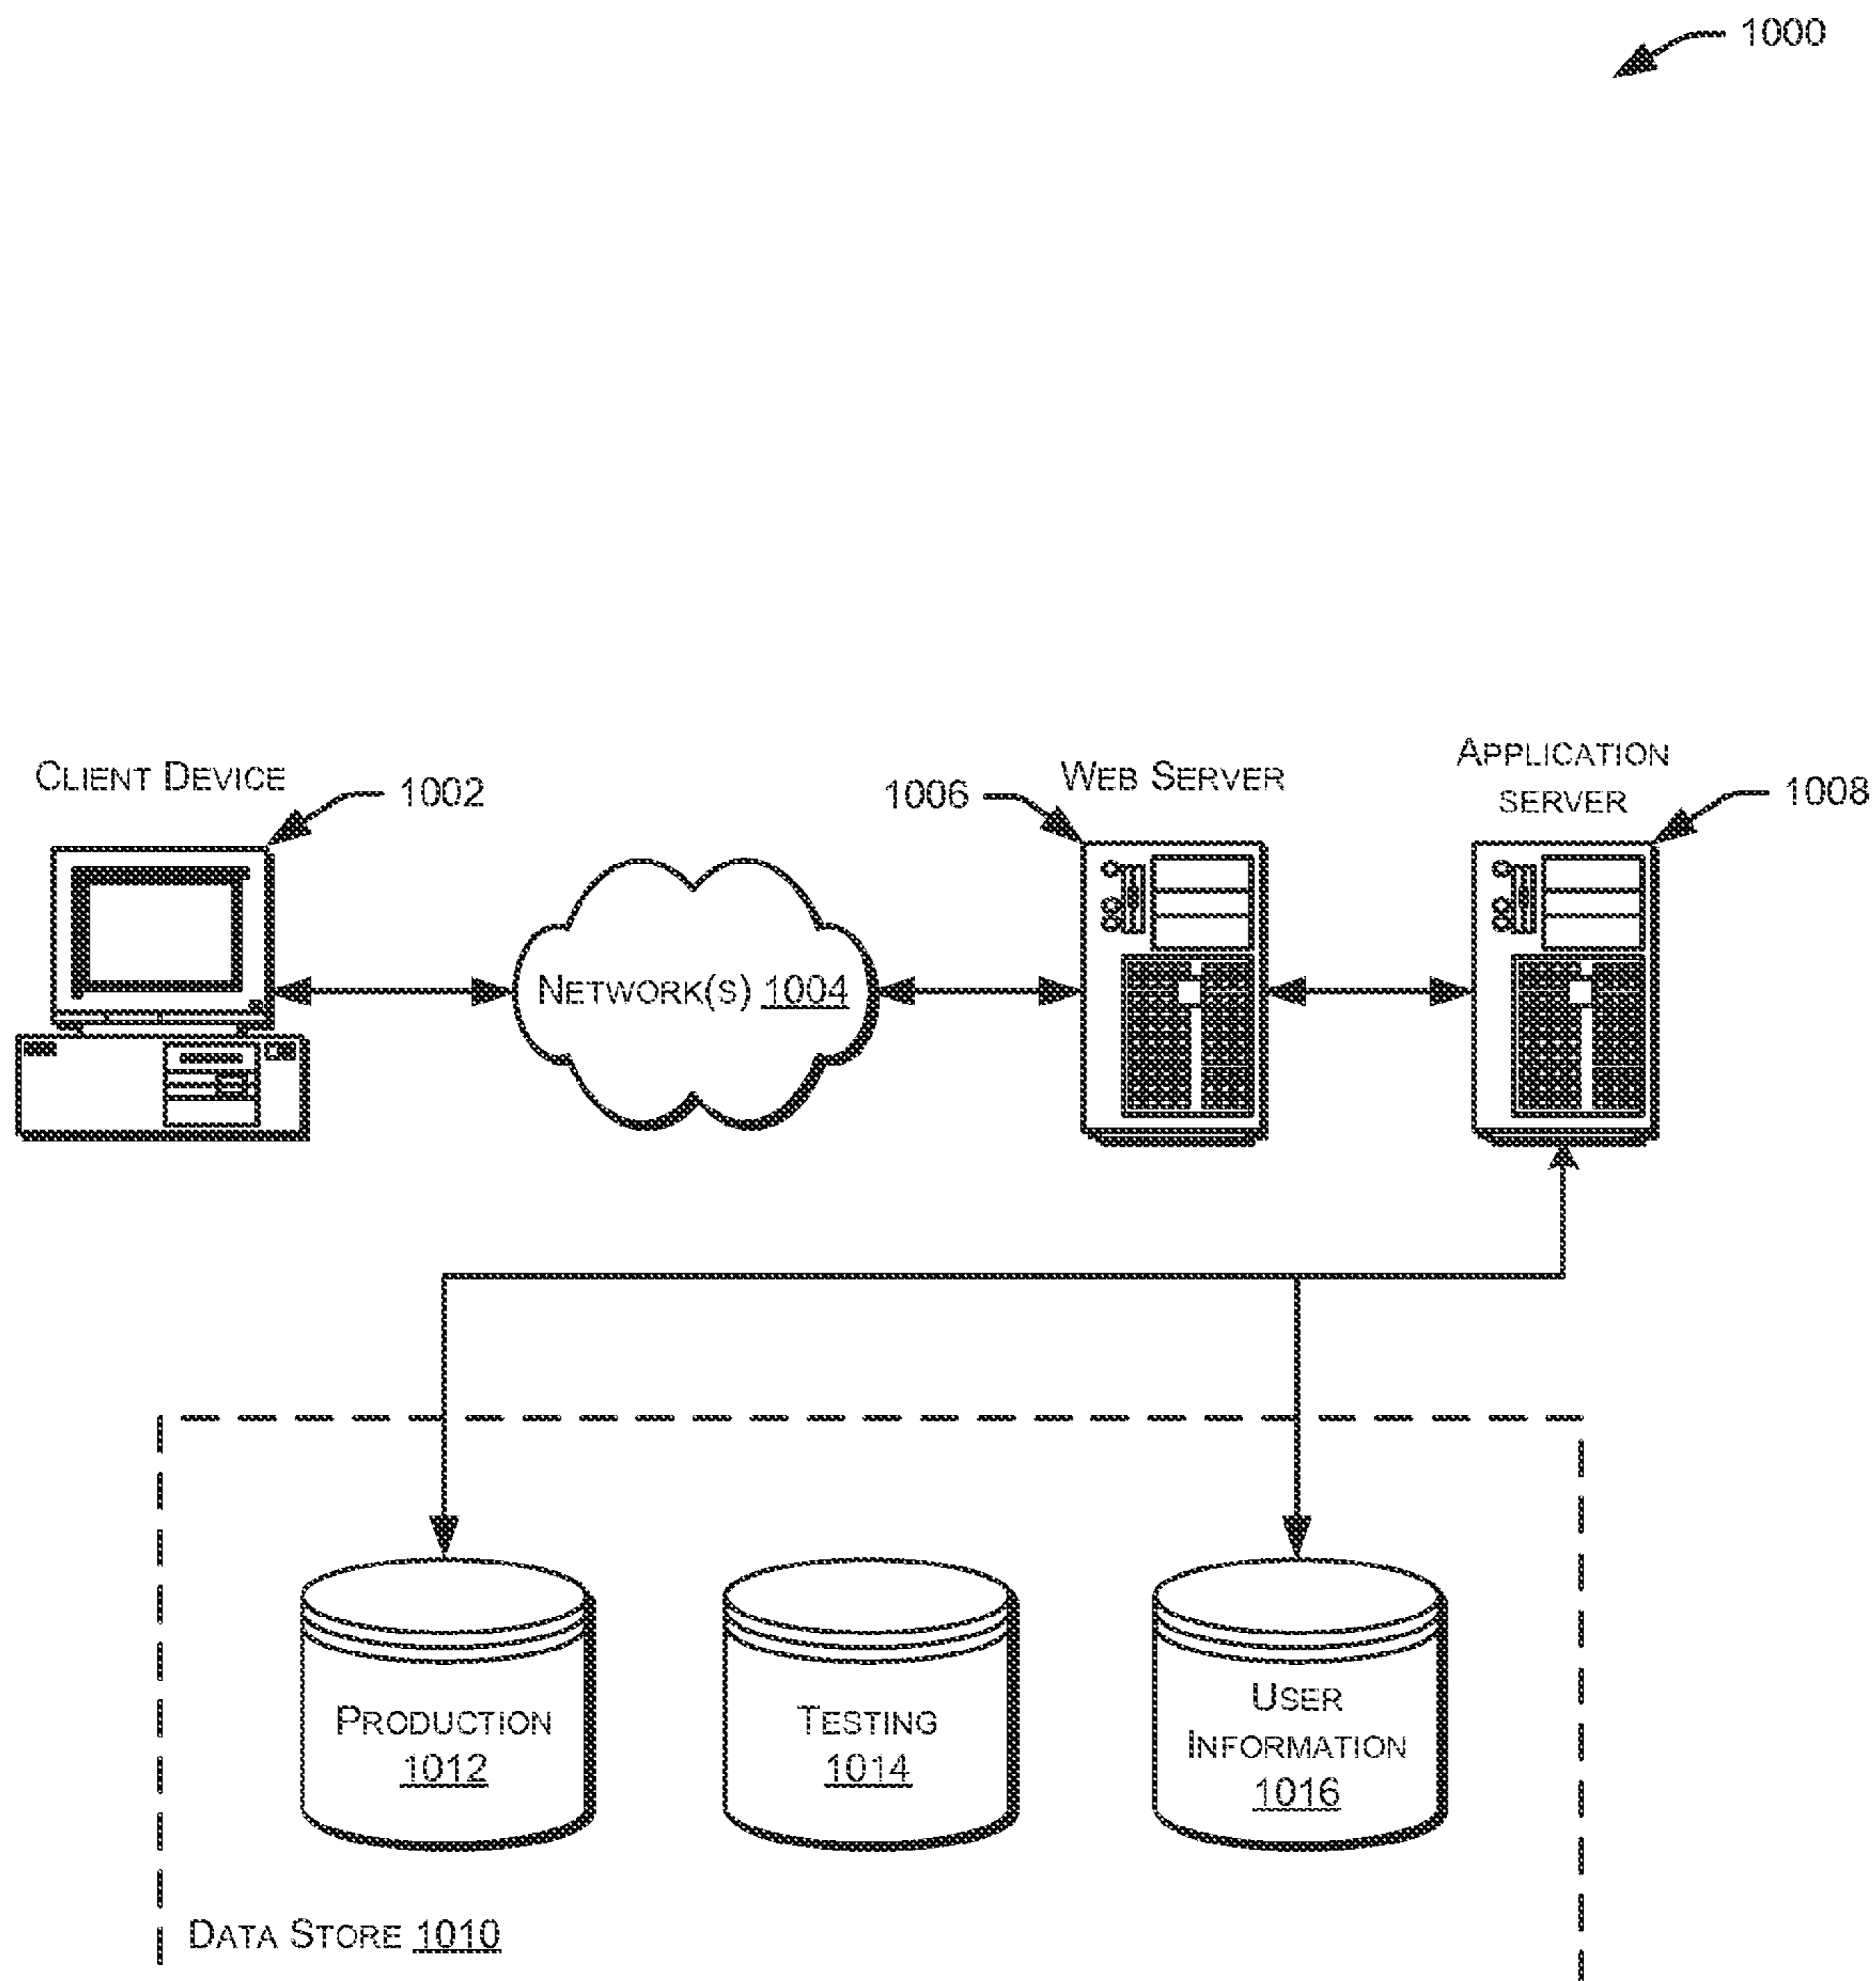 1000
CLIENT DEVICE
1002
1006
WEB SERVER
APPLICATION
SERVER
1008
NETWORK(S) 1004
PRODUCTION
1012
TESTING
1014
USER
INFORMATION
1016
DATA STORE 1010